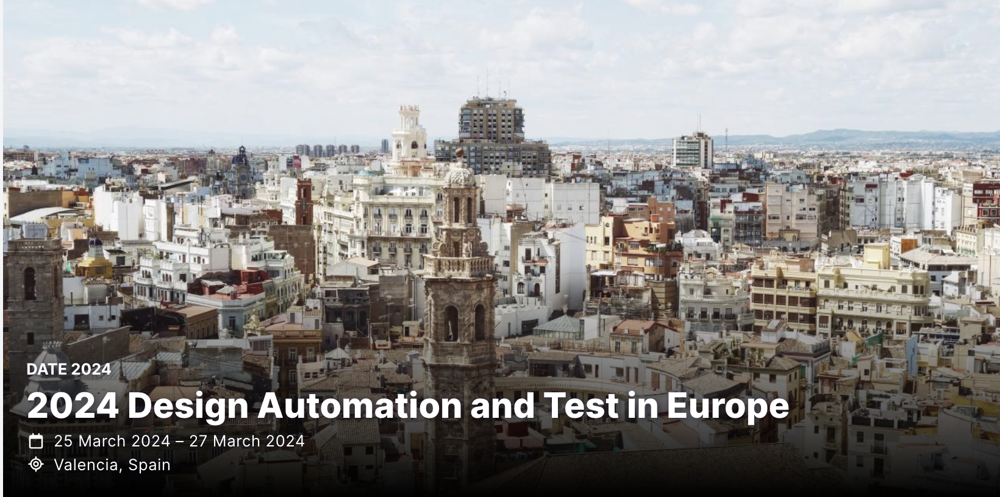 DATE 2024
2024 Design Automation and Test in Europe
25 March 2024 – 27 March 2024
Valencia, Spain